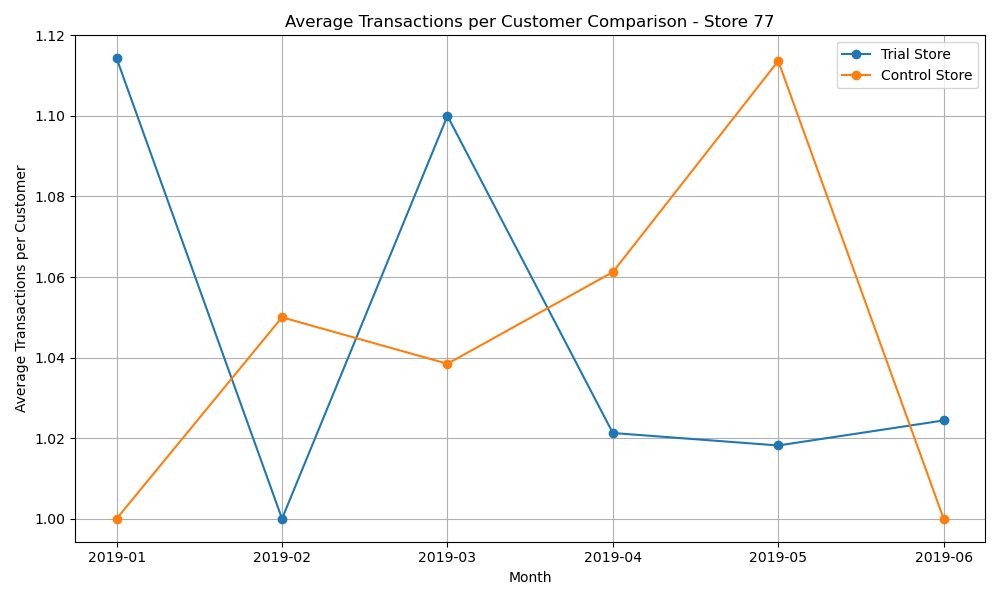 Average Transactions per Customer Comparison - Store 77
Trial Store
Control Store
Average Transactions per Customer
1.12
1.10
1.08
1.06
1.04
1.02
1.00
2019-01 2019-02 2019-03 2019-04 2019-05 2019-06
Month